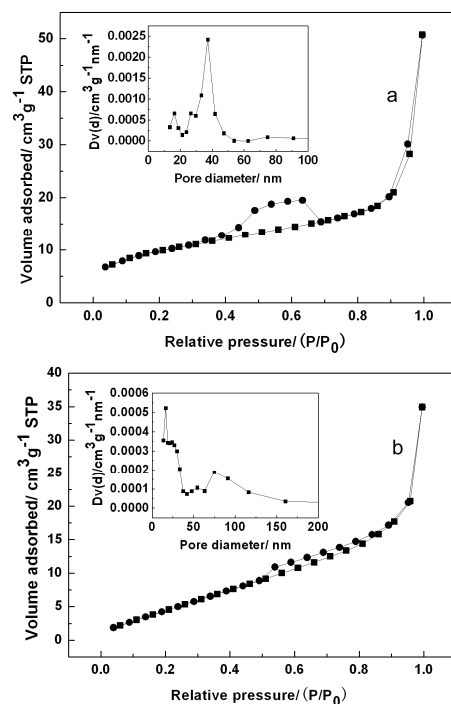 50
40
30
20
10
0
Volume adsorbed/ cm³g⁻¹ STP
0.0 0.2 0.4 0.6 0.8 1.0
Relative pressure/ (P/P₀)
a
0.0025
0.0020
0.0015
0.0010
0.0005
0.0000
Dv(d)/cm³g⁻¹nm⁻¹
0 20 40 60 80 100
Pore diameter/ nm
40
35
30
25
20
15
10
5
0
Volume adsorbed/ cm³g⁻¹ STP
0.0 0.2 0.4 0.6 0.8 1.0
Relative pressure/ (P/P₀)
b
0.0006
0.0005
0.0004
0.0003
0.0002
0.0001
0.0000
Dv(d)/cm³g⁻¹nm⁻¹
0 50 100 150 200
Pore diameter/ nm